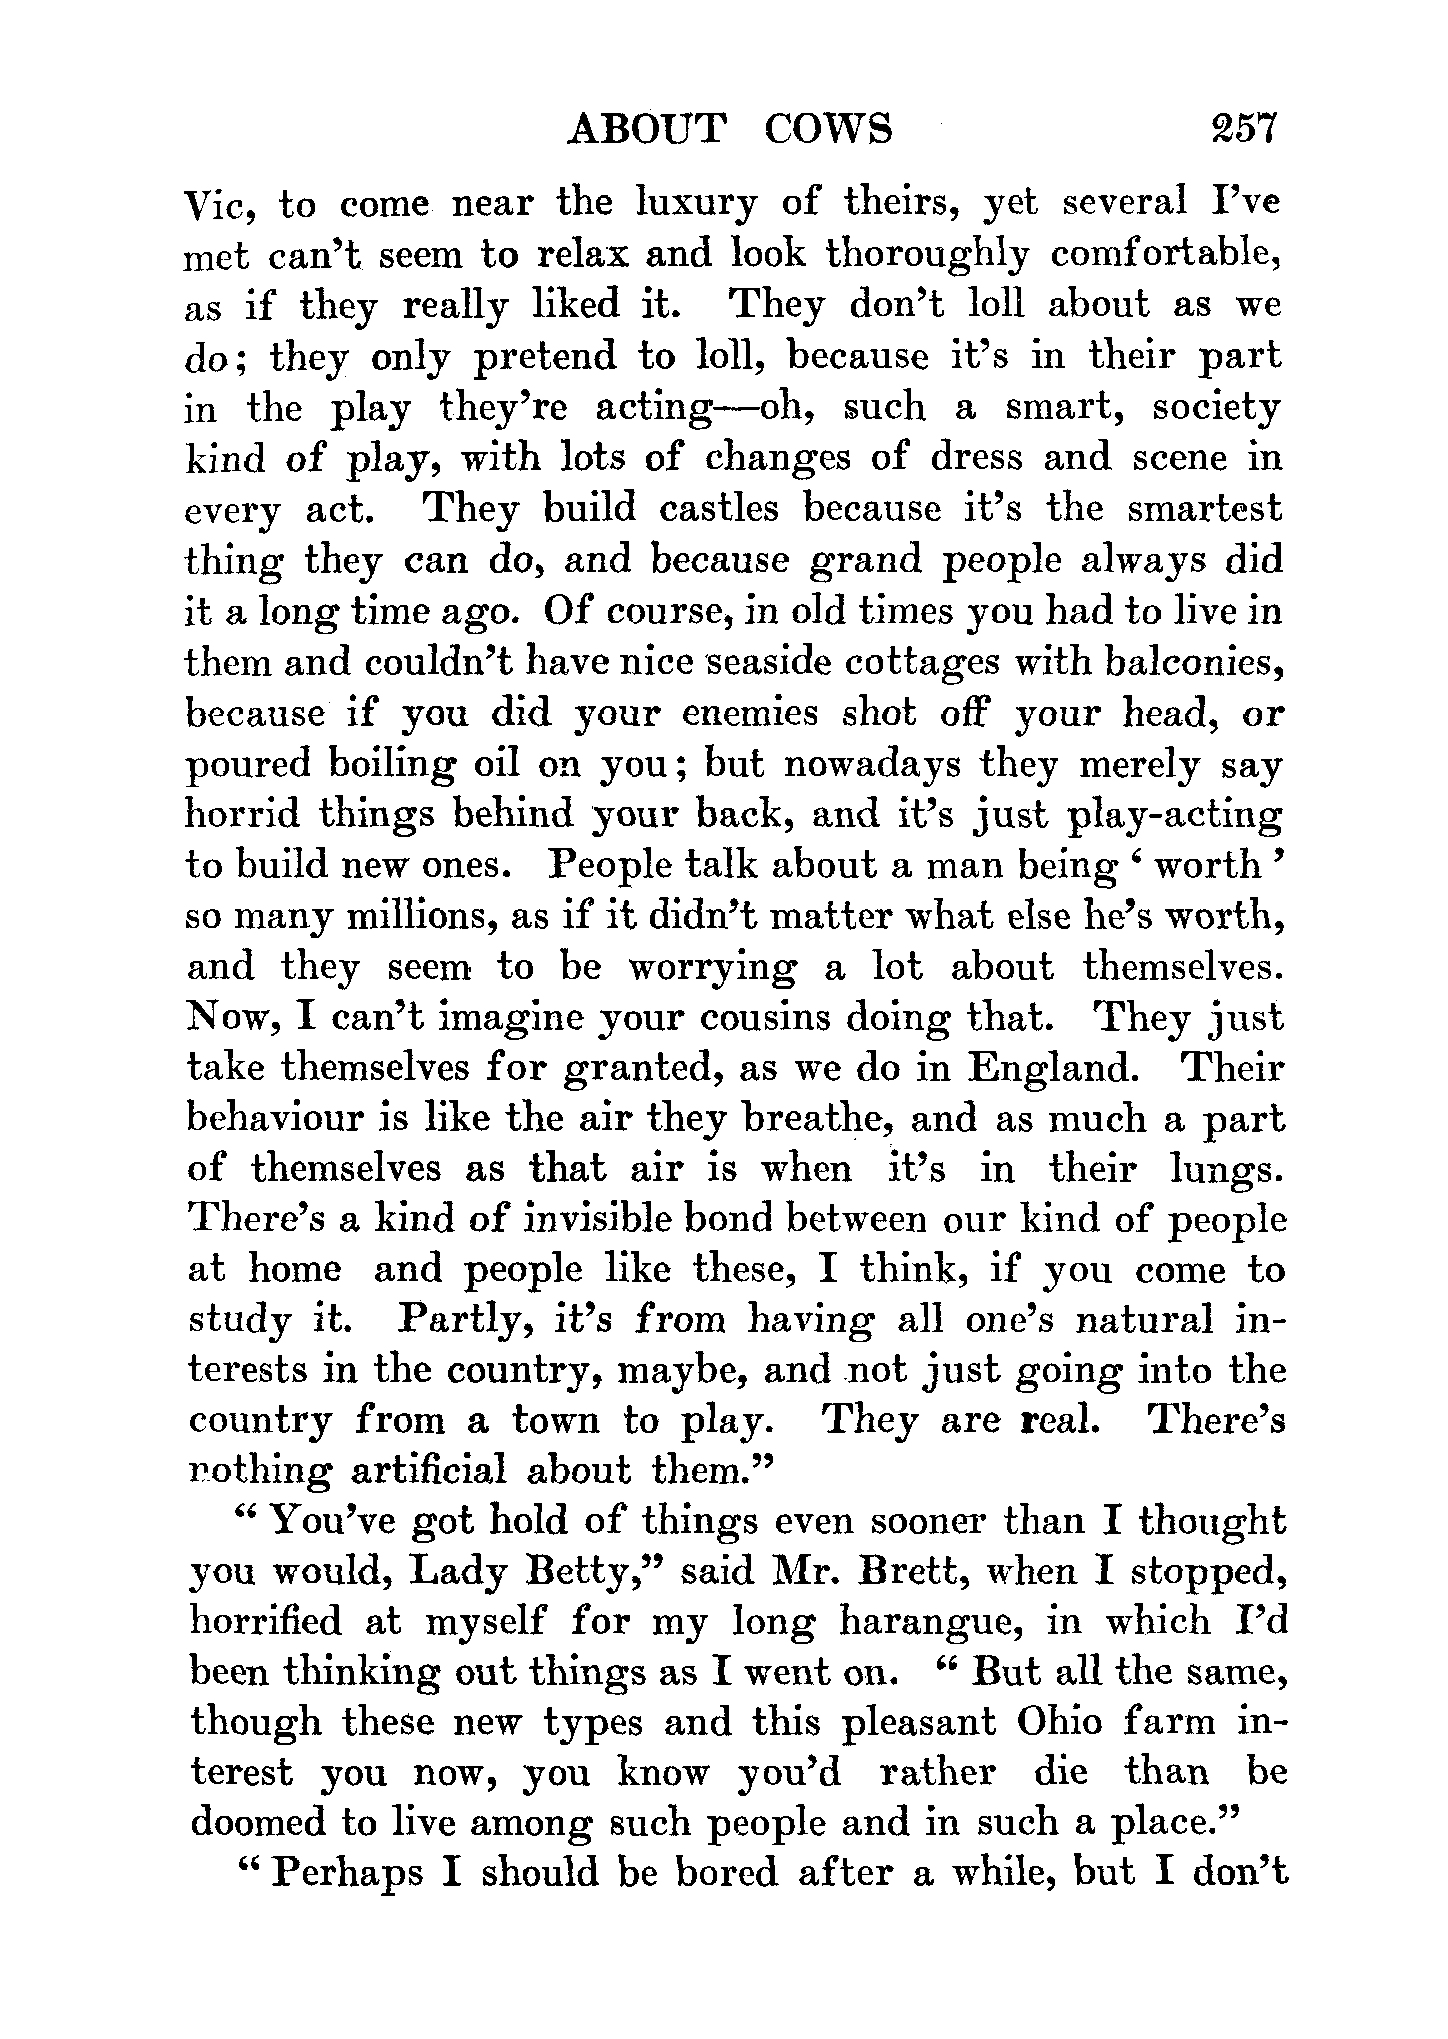 ABOUT COWS 257
Vic, to come near the luxury of theirs, yet several I've
met can't seem to relax and look thoroughly comfortable,
as if they really liked it. They don't loll about as we
do; they only pretend to loll, because it's in their part
in the play they're acting—oh, such a smart, society
kind of play, with lots of changes of dress and scene in
every act. They build castles because it's the smartest
thing they can do, and because grand people always did
it a long time ago. Of course, in old times you had to live in
them and couldn't have nice seaside cottages with balconies,
because if you did your enemies shot off your head, or
poured boiling oil on you; but nowadays they merely say
horrid things behind your back, and it's just play-acting
to build new ones. People talk about a man being ‘ worth ’
so many millions, as if it didn't matter what else he's worth,
and they seem to be worrying a lot about themselves.
Now, I can't imagine your cousins doing that. They just
take themselves for granted, as we do in England. Their
behaviour is like the air they breathe, and as much a part
of themselves as that air is when it's in their lungs.
There's a kind of invisible bond between our kind of people
at home and people like these, I think, if you come to
study it. Partly, it's from having all one's natural in-
terests in the country, maybe, and not just going into the
country from a town to play. They are real. There's
nothing artificial about them.”
“ You've got hold of things even sooner than I thought
you would, Lady Betty,” said Mr. Brett, when I stopped,
horrified at myself for my long harangue, in which I'd
been thinking out things as I went on. “ But all the same,
though these new types and this pleasant Ohio farm in-
terest you now, you know you'd rather die than be
doomed to live among such people and in such a place.”
“ Perhaps I should be bored after a while, but I don't